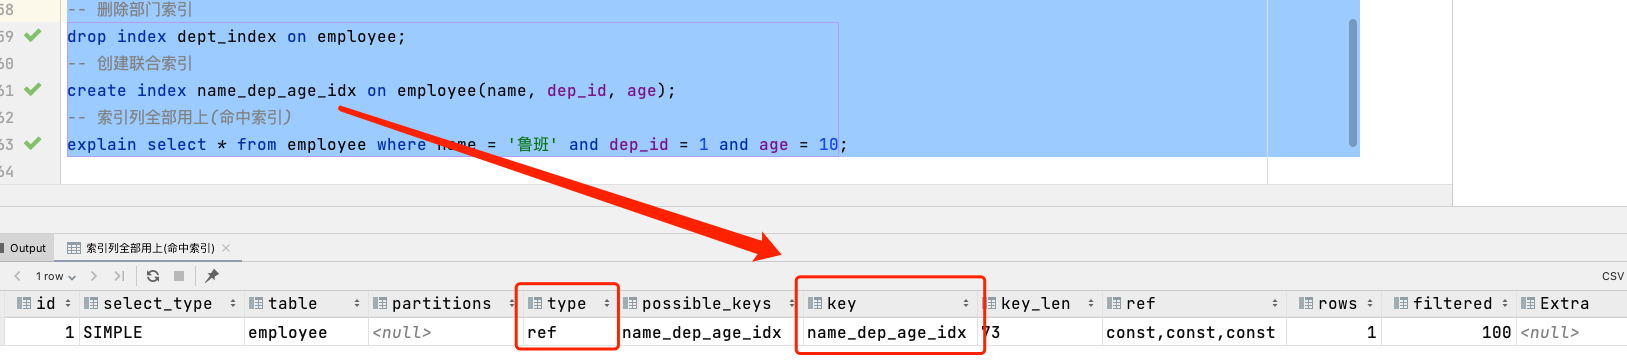 58 -- 删除部门索引
59 drop index dept_index on employee;
60 -- 创建联合索引
61 create index name_dep_age_idx on employee(name, dep_id, age);
62 -- 索引列全部用上(命中索引)
63 explain select * from employee where name = '鲁班' and dep_id = 1 and age = 10;
64
Output 索引列全部用上(命中索引)
1 row CSV
id select_type table partitions type possible_keys key key_len ref rows filtered Extra
1 SIMPLE employee <null> ref name_dep_age_idx name_dep_age_idx 73 const,const,const 1 100 <null>